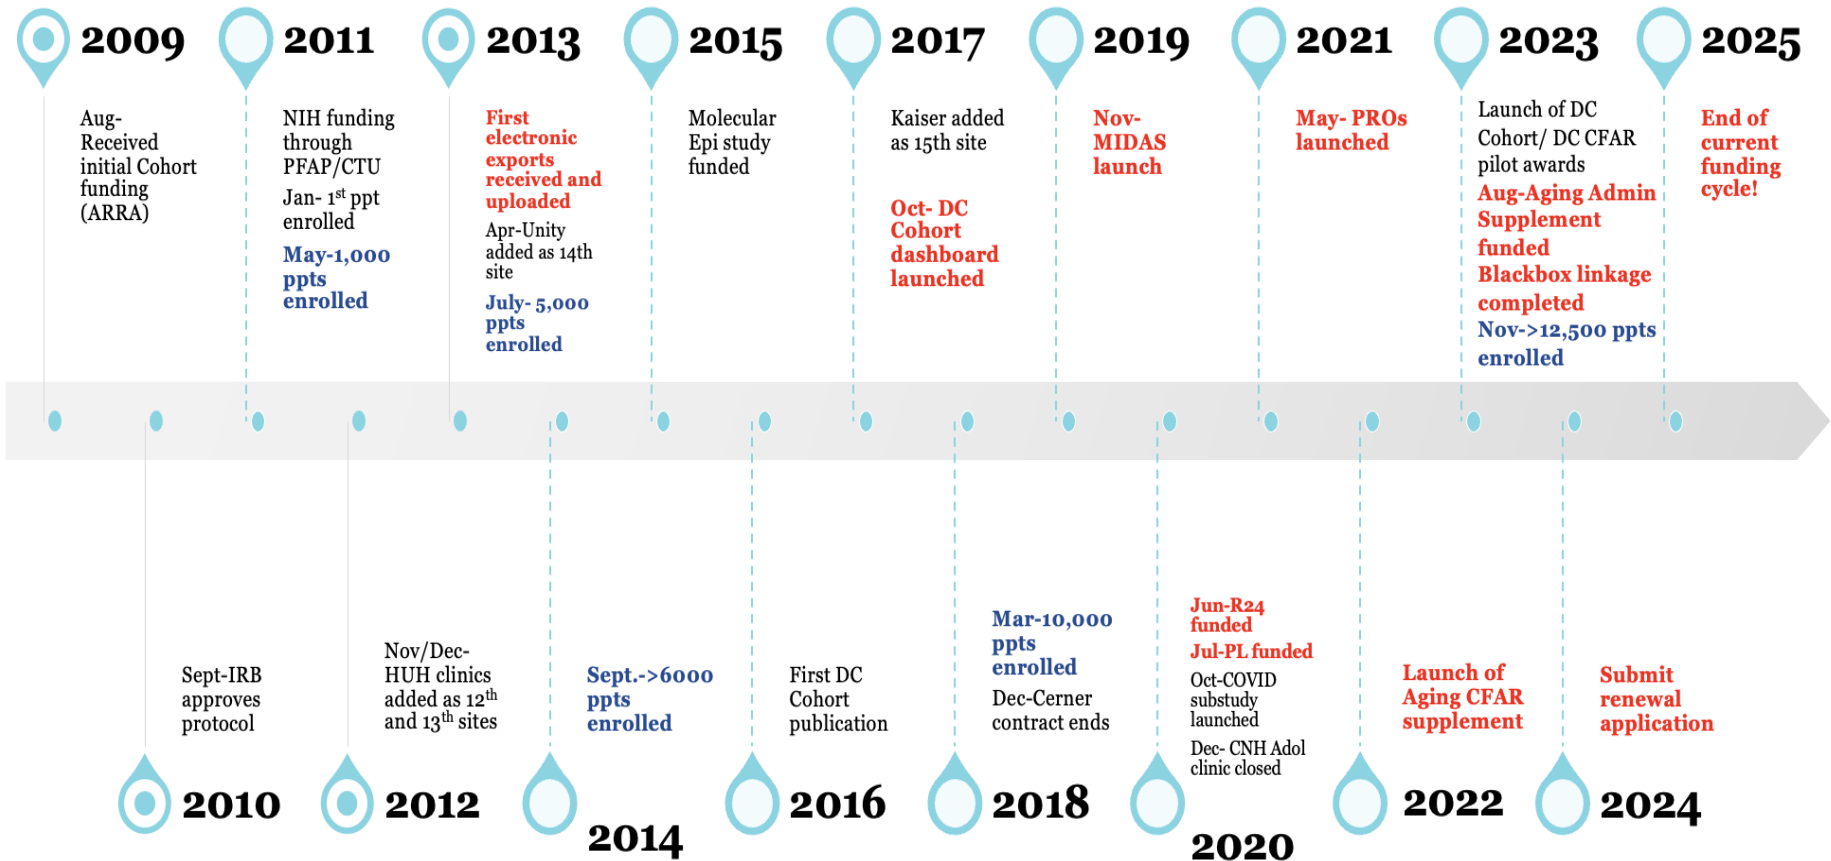 2009
Aug-
Received
initial Cohort
funding
(ARRA)
2011
NIH funding
through
PFAP/CTU
Jan- 1st ppt
enrolled
May-1,000
ppts
enrolled
2013
First
electronic
exports
received and
uploaded
Apr-Unity
added as 14th
site
July- 5,000
ppts
enrolled
2015
Molecular
Epi study
funded
2017
Kaiser added
as 15th site
Oct- DC
Cohort
dashboard
launched
2019
Nov-
MIDAS
launch
2021
May- PROs
launched
2023
Launch of DC
Cohort/ DC CFAR
pilot awards
Aug-Aging Admin
Supplement
funded
Blackbox linkage
completed
Nov->12,500 ppts
enrolled
2025
End of
current
funding
cycle!
Sept-IRB
approves
protocol
2010
Nov/Dec-
HUH clinics
added as 12th
and 13th sites
2012
Sept.->6000
ppts
enrolled
2014
First DC
Cohort
publication
2016
Mar-10,000
ppts
enrolled
Dec-Cerner
contract ends
2018
Jun-R24
funded
Jul-PL funded
Oct-COVID
substudy
launched
Dec- CNH Adol
clinic closed
2020
Launch of
Aging CFAR
supplement
2022
Submit
renewal
application
2024